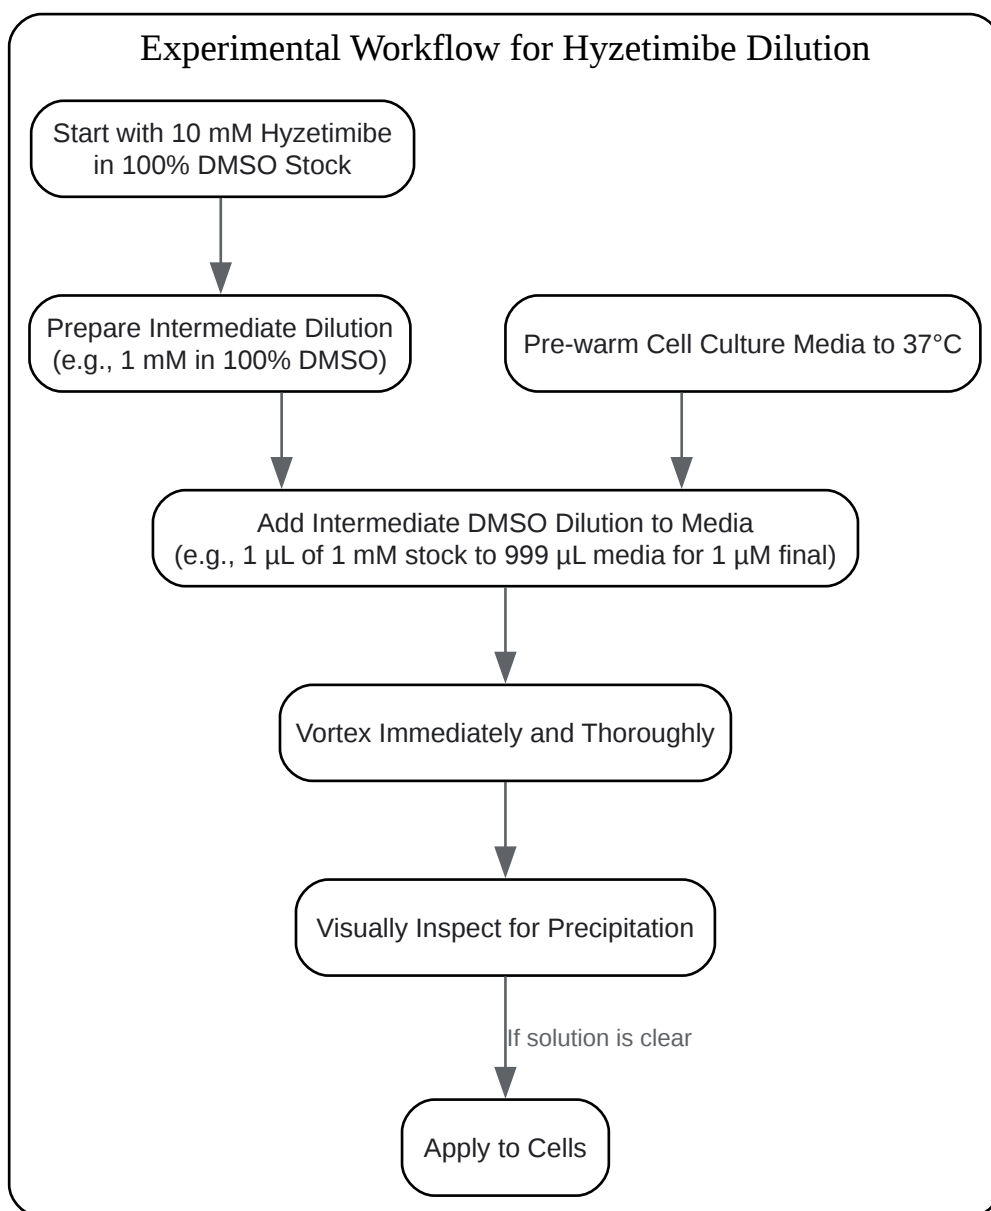 Experimental Workflow for Hyzetimibe Dilution
Start with 10 mM Hyzetimibe
in 100% DMSO Stock
Prepare Intermediate Dilution
(e.g., 1 mM in 100% DMSO)
Pre-warm Cell Culture Media to 37°C
Add Intermediate DMSO Dilution to Media
(e.g., 1 µL of 1 mM stock to 999 µL media for 1 µM final)
Vortex Immediately and Thoroughly
Visually Inspect for Precipitation
If solution is clear
Apply to Cells